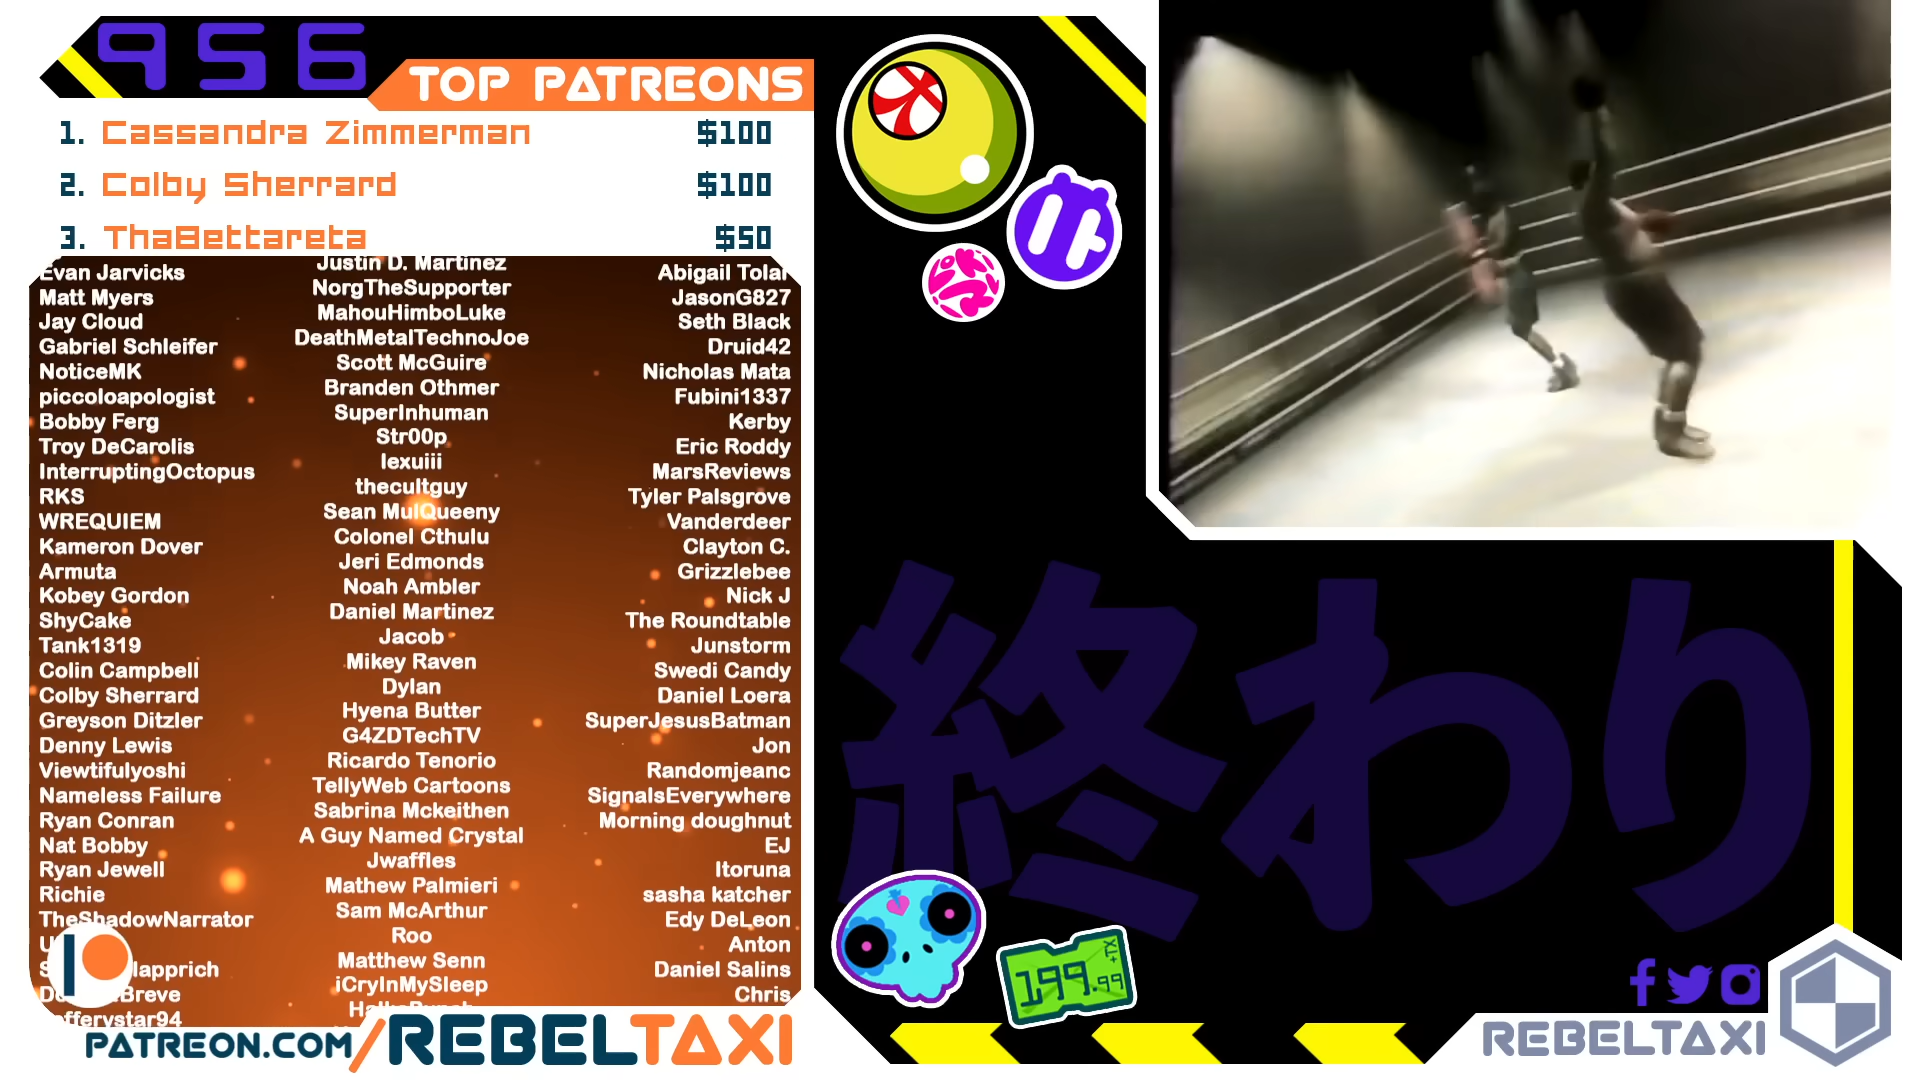 956
TOP PATREONS
1. Cassandra Zimmerman $100
2. Colby Sherrard $100
3. ThaBettareta $50
Evan Jarvicks
Matt Myers
Jay Cloud
Gabriel Schleifer
NoticeMK
piccoloapologist
Bobby Ferg
Troy DeCarolis
InterruptingOctopus
RKS
WREQUIEM
Kameron Dover
Armuta
Kobey Gordon
ShyCake
Tank1319
Colin Campbell
Colby Sherrard
Greyson Ditzler
Denny Lewis
Viewtifulyoshi
Nameless Failure
Ryan Conran
Nat Bobby
Ryan Jewell
Richie
TheShadowNarrator
Justin D. Martinez
NorgTheSupporter
MahouHimboLuke
DeathMetalTechnoJoe
Scott McGuire
Branden Othmer
SuperInhuman
Str00p
lexuiii
thecultguy
Sean MulQueeny
Colonel Cthulu
Jeri Edmonds
Noah Ambler
Daniel Martinez
Jacob
Mikey Raven
Dylan
Hyena Butter
G4ZDTechTV
Ricardo Tenorio
TellyWeb Cartoons
Sabrina Mckeithen
A Guy Named Crystal
Jwaffles
Mathew Palmieri
Sam McArthur
Roo
Matthew Senn
iCryInMySleep
Abigail Tolar
JasonG827
Seth Black
Druid42
Nicholas Mata
Fubini1337
Kerby
Eric Roddy
MarsReviews
Tyler Palsgrove
Vanderdeer
Clayton C.
Grizzlebee
Nick J
The Roundtable
Junstorm
Swedi Candy
Daniel Loera
SuperJesusBatman
Jon
Randomjeanc
SignalsEverywhere
Morning doughnut
EJ
Itoruna
sasha katcher
Edy DeLeon
Anton
Daniel Salins
Chris
PATREON.COM/REBELTAXI
終わり
199.99
+TX
REBELTAXI